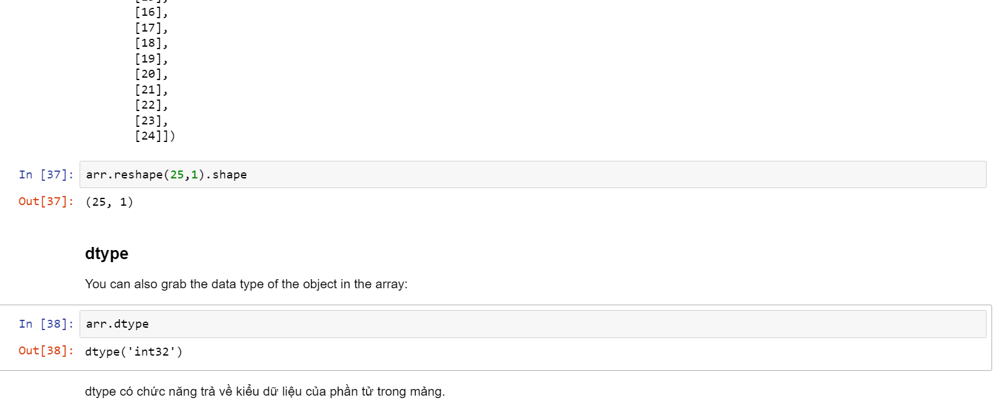 [16],
[17],
[18],
[19],
[20],
[21],
[22],
[23],
[24]])
In [37]: arr.reshape(25,1).shape
Out[37]: (25, 1)
dtype
You can also grab the data type of the object in the array:
In [38]: arr.dtype
Out[38]: dtype('int32')
dtype có chức năng trả về kiểu dữ liệu của phần tử trong mảng.